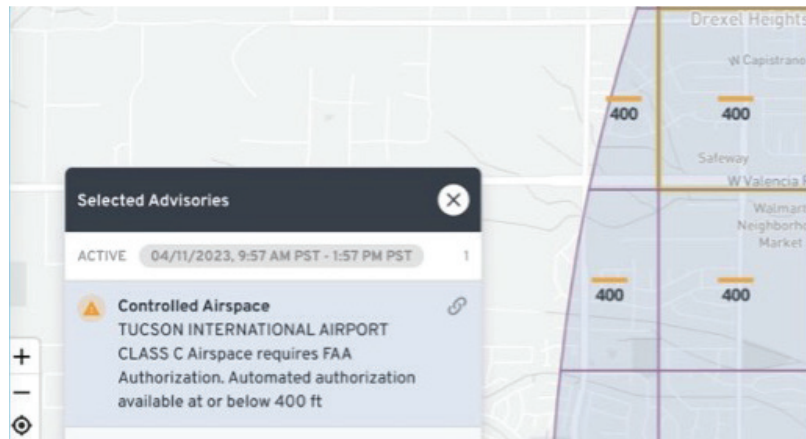 Drexel Heights
W Capistrano
400
400
Safeway
W Valencia
Walmart
Neighborho
Market
400
400
Selected Advisories
ACTIVE 04/11/2023, 9:57 AM PST - 1:57 PM PST 1
Controlled Airspace
TUCSON INTERNATIONAL AIRPORT
CLASS C Airspace requires FAA
Authorization. Automated authorization
available at or below 400 ft